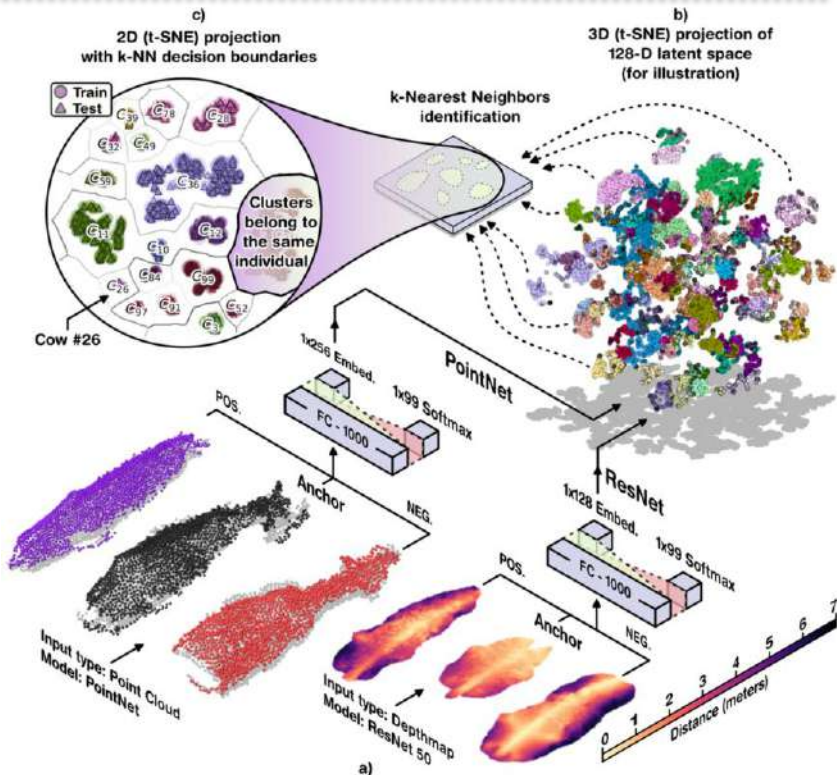 c)
2D (t-SNE) projection
with k-NN decision boundaries
Train
Test
C39
C78
C28
C32
C49
C59
C36
C11
C12
C10
C84
C99
C26
C97
C91
C52
C3
Clusters
belong to
the same
individual
Cow #26
k-Nearest Neighbors
identification
b)
3D (t-SNE) projection of
128-D latent space
(for illustration)
PointNet
1x256 Embed.
1x99 Softmax
FC - 1000
POS.
Anchor
NEG.
Input type: Point Cloud
Model: PointNet
ResNet
1x128 Embed.
1x99 Softmax
FC - 1000
POS.
Anchor
NEG.
Input type: Depthmap
Model: ResNet 50
0 1 2 3 4 5 6 7
Distance (meters)
a)